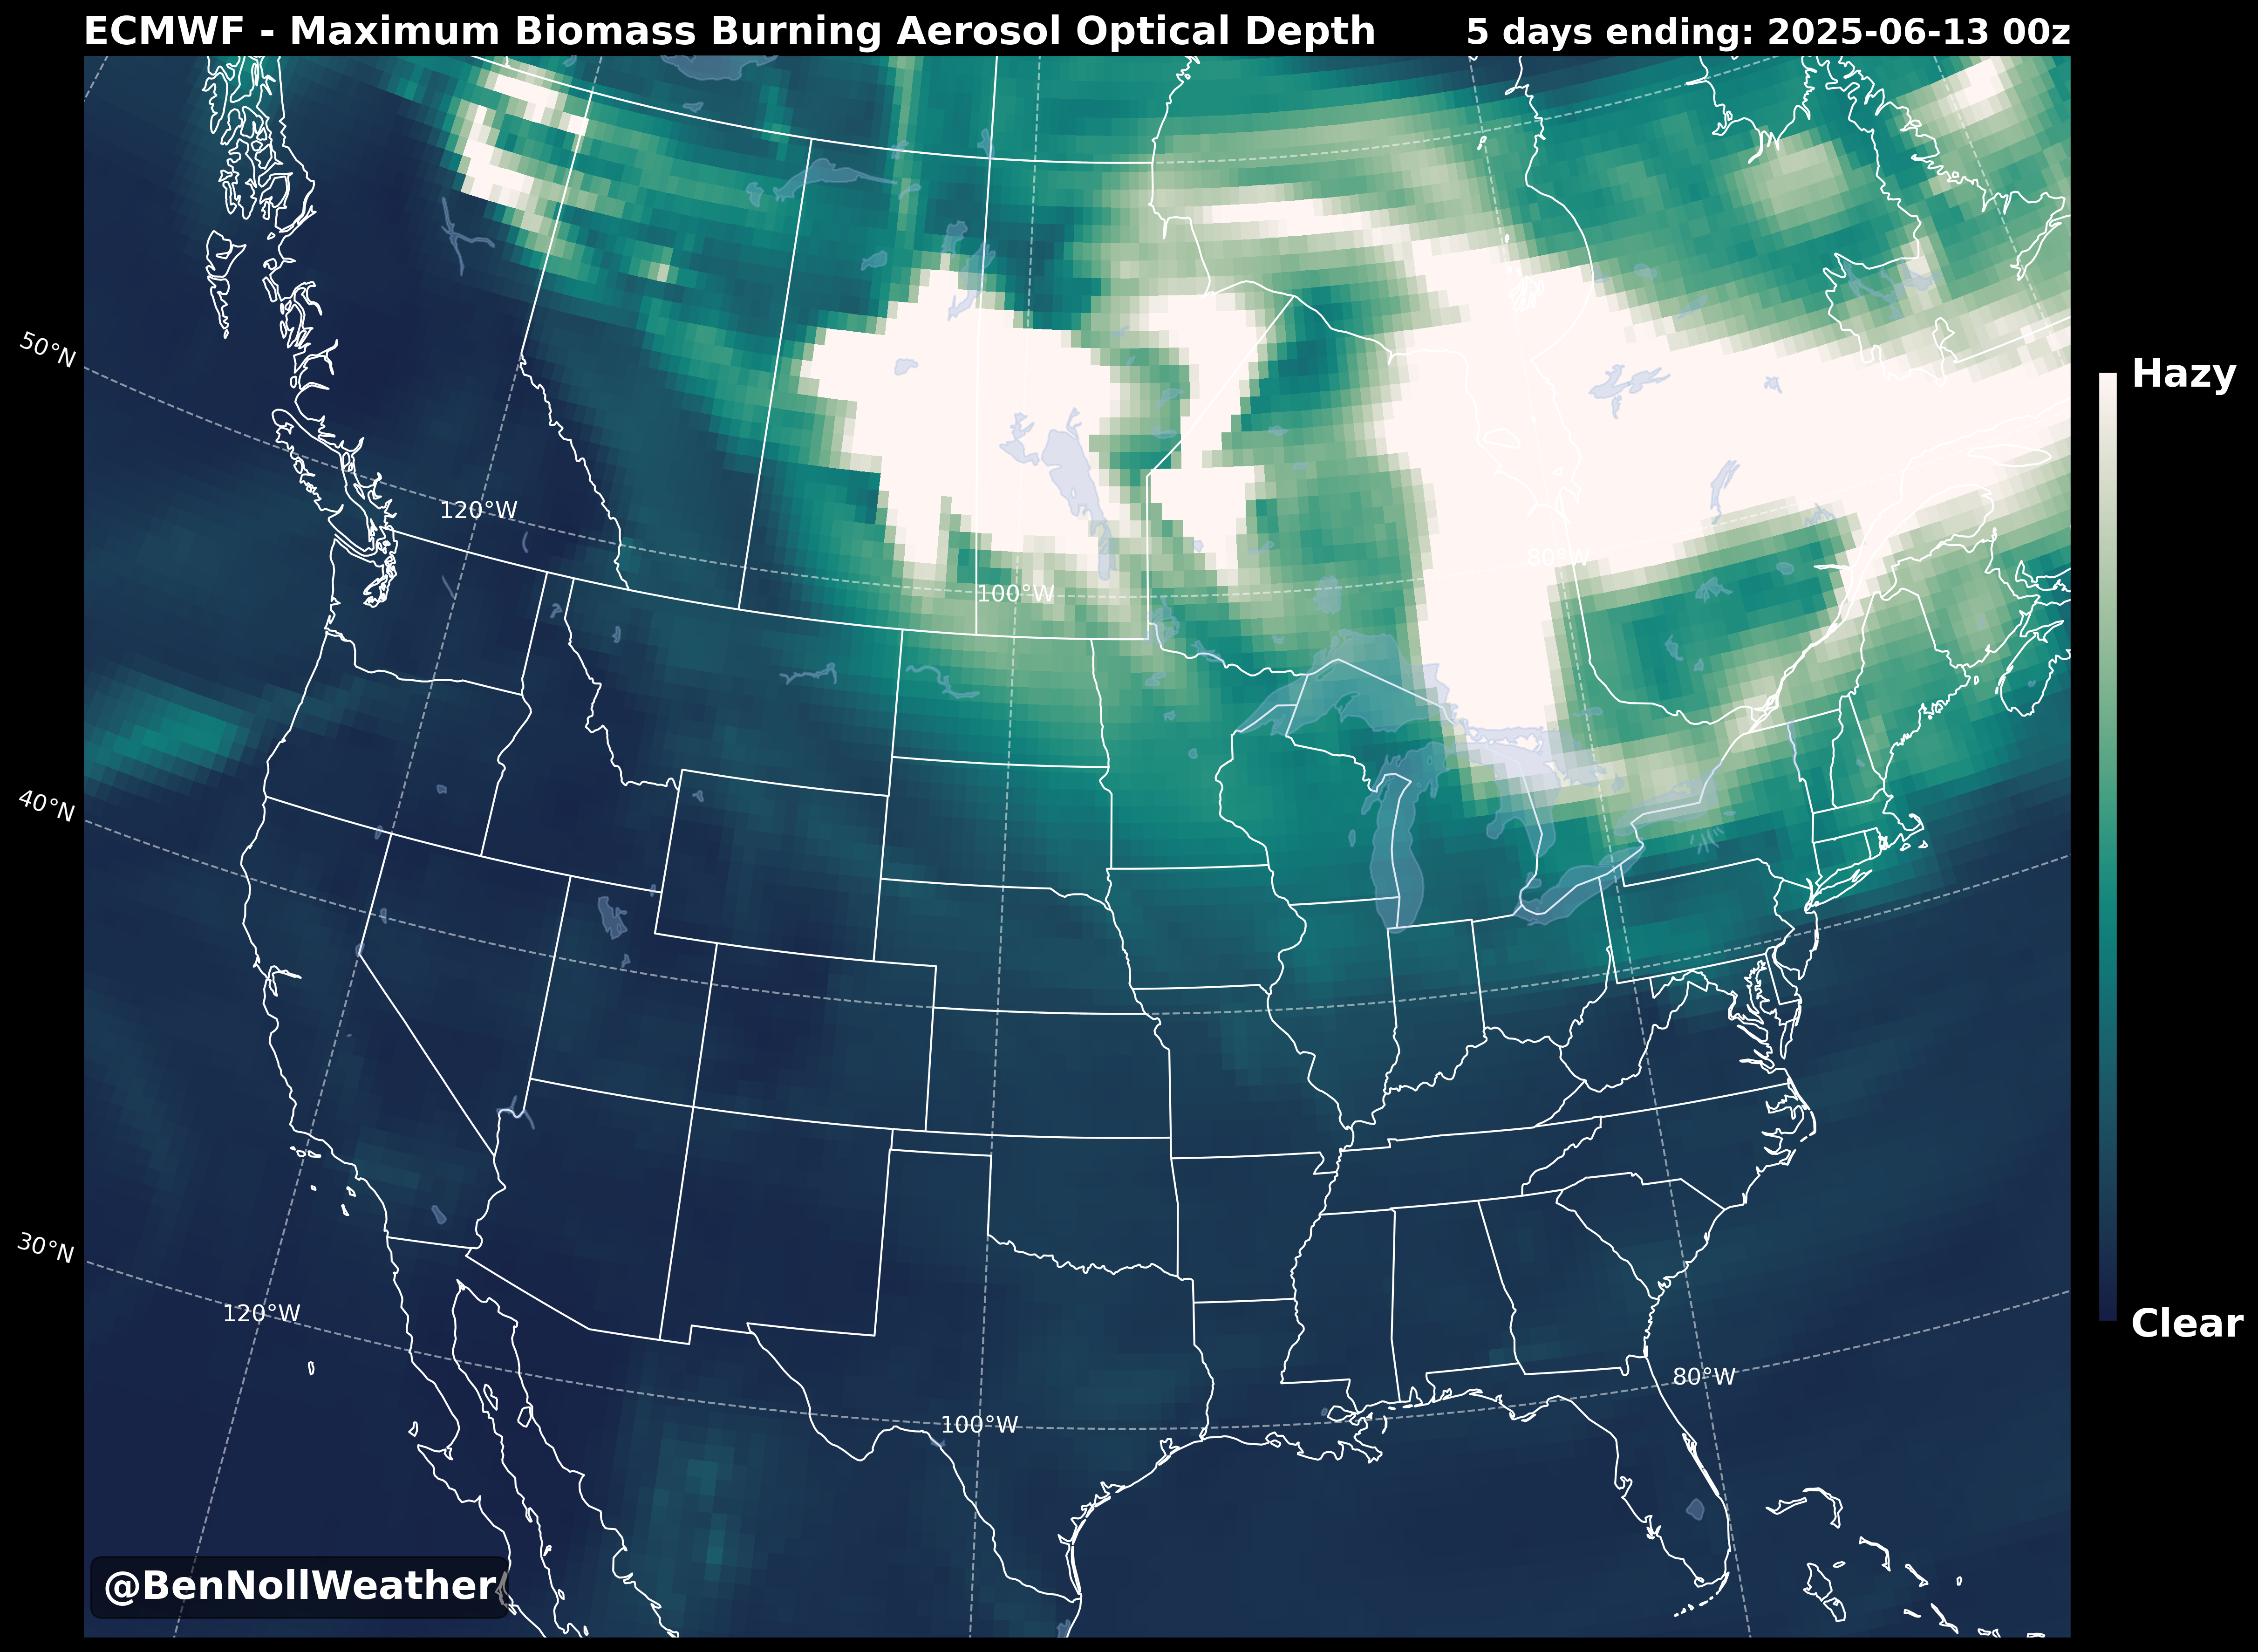 ECMWF - Maximum Biomass Burning Aerosol Optical Depth
5 days ending: 2025-06-13 00z
50°N
40°N
30°N
120°W
100°W
80°W
120°W
100°W
80°W
Hazy
Clear
@BenNollWeather